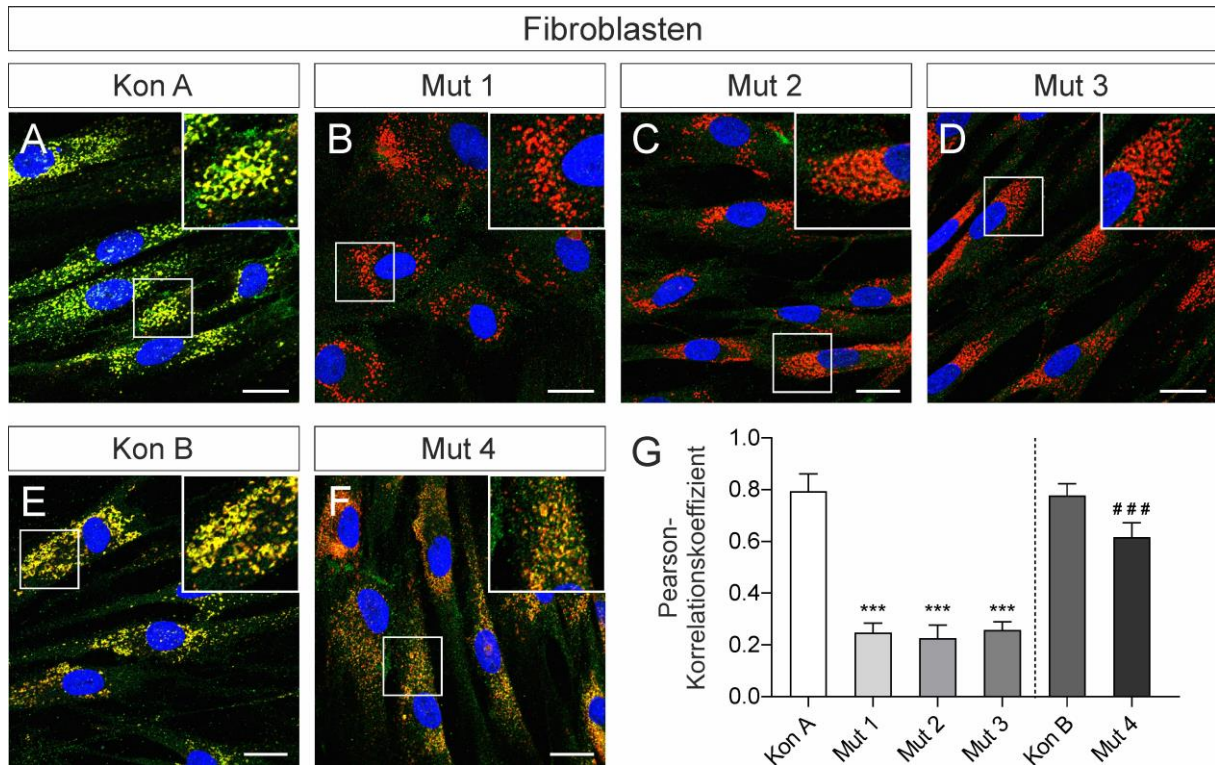 Fibroblasten
Kon A
Mut 1
Mut 2
Mut 3
A
B
C
D
Kon B
Mut 4
E
F
G
Pearson-
Korrelationskoeffizient
1.0
0.8
0.6
0.4
0.2
0.0
***
***
***
###
Kon A
Mut 1
Mut 2
Mut 3
Kon B
Mut 4